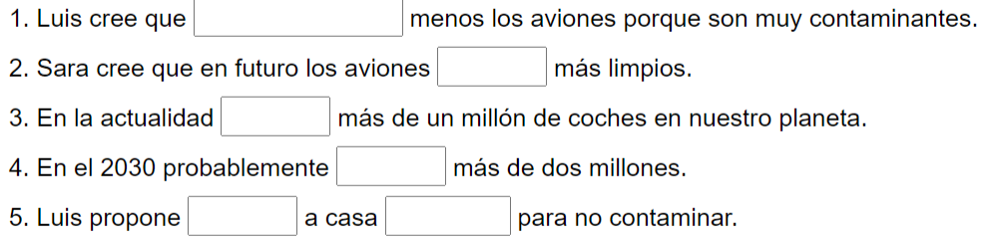 1. Luis cree que menos los aviones porque son muy contaminantes.
2. Sara cree que en futuro los aviones más limpios.
3. En la actualidad más de un millón de coches en nuestro planeta.
4. En el 2030 probablemente más de dos millones.
5. Luis propone a casa para no contaminar.